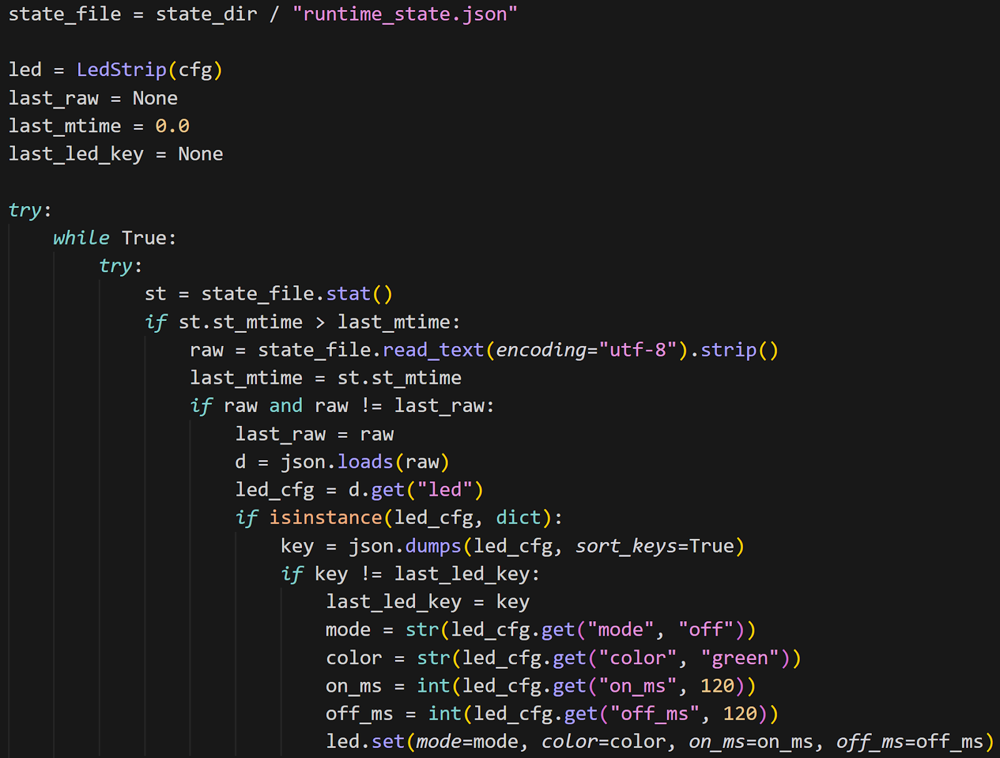 state_file = state_dir / "runtime_state.json"

led = LedStrip(cfg)
last_raw = None
last_mtime = 0.0
last_led_key = None

try:
    while True:
        try:
            st = state_file.stat()
            if st.st_mtime > last_mtime:
                raw = state_file.read_text(encoding="utf-8").strip()
                last_mtime = st.st_mtime
                if raw and raw != last_raw:
                    last_raw = raw
                    d = json.loads(raw)
                    led_cfg = d.get("led")
                    if isinstance(led_cfg, dict):
                        key = json.dumps(led_cfg, sort_keys=True)
                        if key != last_led_key:
                            last_led_key = key
                            mode = str(led_cfg.get("mode", "off"))
                            color = str(led_cfg.get("color", "green"))
                            on_ms = int(led_cfg.get("on_ms", 120))
                            off_ms = int(led_cfg.get("off_ms", 120))
                            led.set(mode=mode, color=color, on_ms=on_ms, off_ms=off_ms)